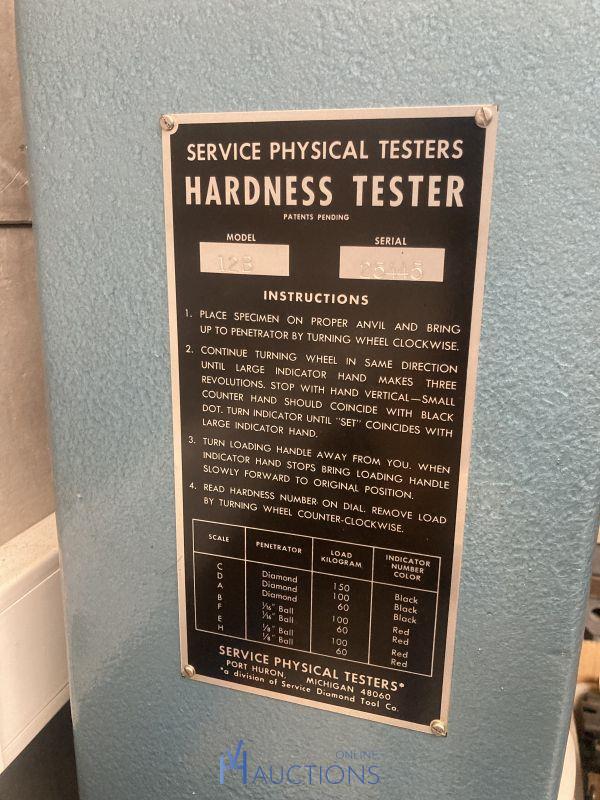 SERVICE PHYSICAL TESTERS
HARDNESS TESTER
PATENTS PENDING
MODEL SERIAL
12B 25445
INSTRUCTIONS
1. PLACE SPECIMEN ON PROPER ANVIL AND BRING
UP TO PENETRATOR BY TURNING WHEEL CLOCKWISE.
2. CONTINUE TURNING WHEEL IN SAME DIRECTION
UNTIL LARGE INDICATOR HAND MAKES THREE
REVOLUTIONS. STOP WITH HAND VERTICAL—SMALL
COUNTER HAND SHOULD COINCIDE WITH BLACK
DOT. TURN INDICATOR UNTIL "SET" COINCIDES WITH
LARGE INDICATOR HAND.
3. TURN LOADING HANDLE AWAY FROM YOU. WHEN
INDICATOR HAND STOPS BRING LOADING HANDLE
SLOWLY FORWARD TO ORIGINAL POSITION.
4. READ HARDNESS NUMBER ON DIAL. REMOVE LOAD
BY TURNING WHEEL COUNTER-CLOCKWISE.
SCALE PENETRATOR LOAD KILOGRAM INDICATOR NUMBER COLOR
C Diamond 150 Black
D Diamond 100 Black
A Diamond 60 Black
B 1/16" Ball 100 Red
F 1/16" Ball 60 Red
E 1/8" Ball 100 Red
H 1/8" Ball 60 Red
SERVICE PHYSICAL TESTERS*
PORT HURON, MICHIGAN 48060
*a division of Service Diamond Tool Co.
ONLINE
AUCTIONS